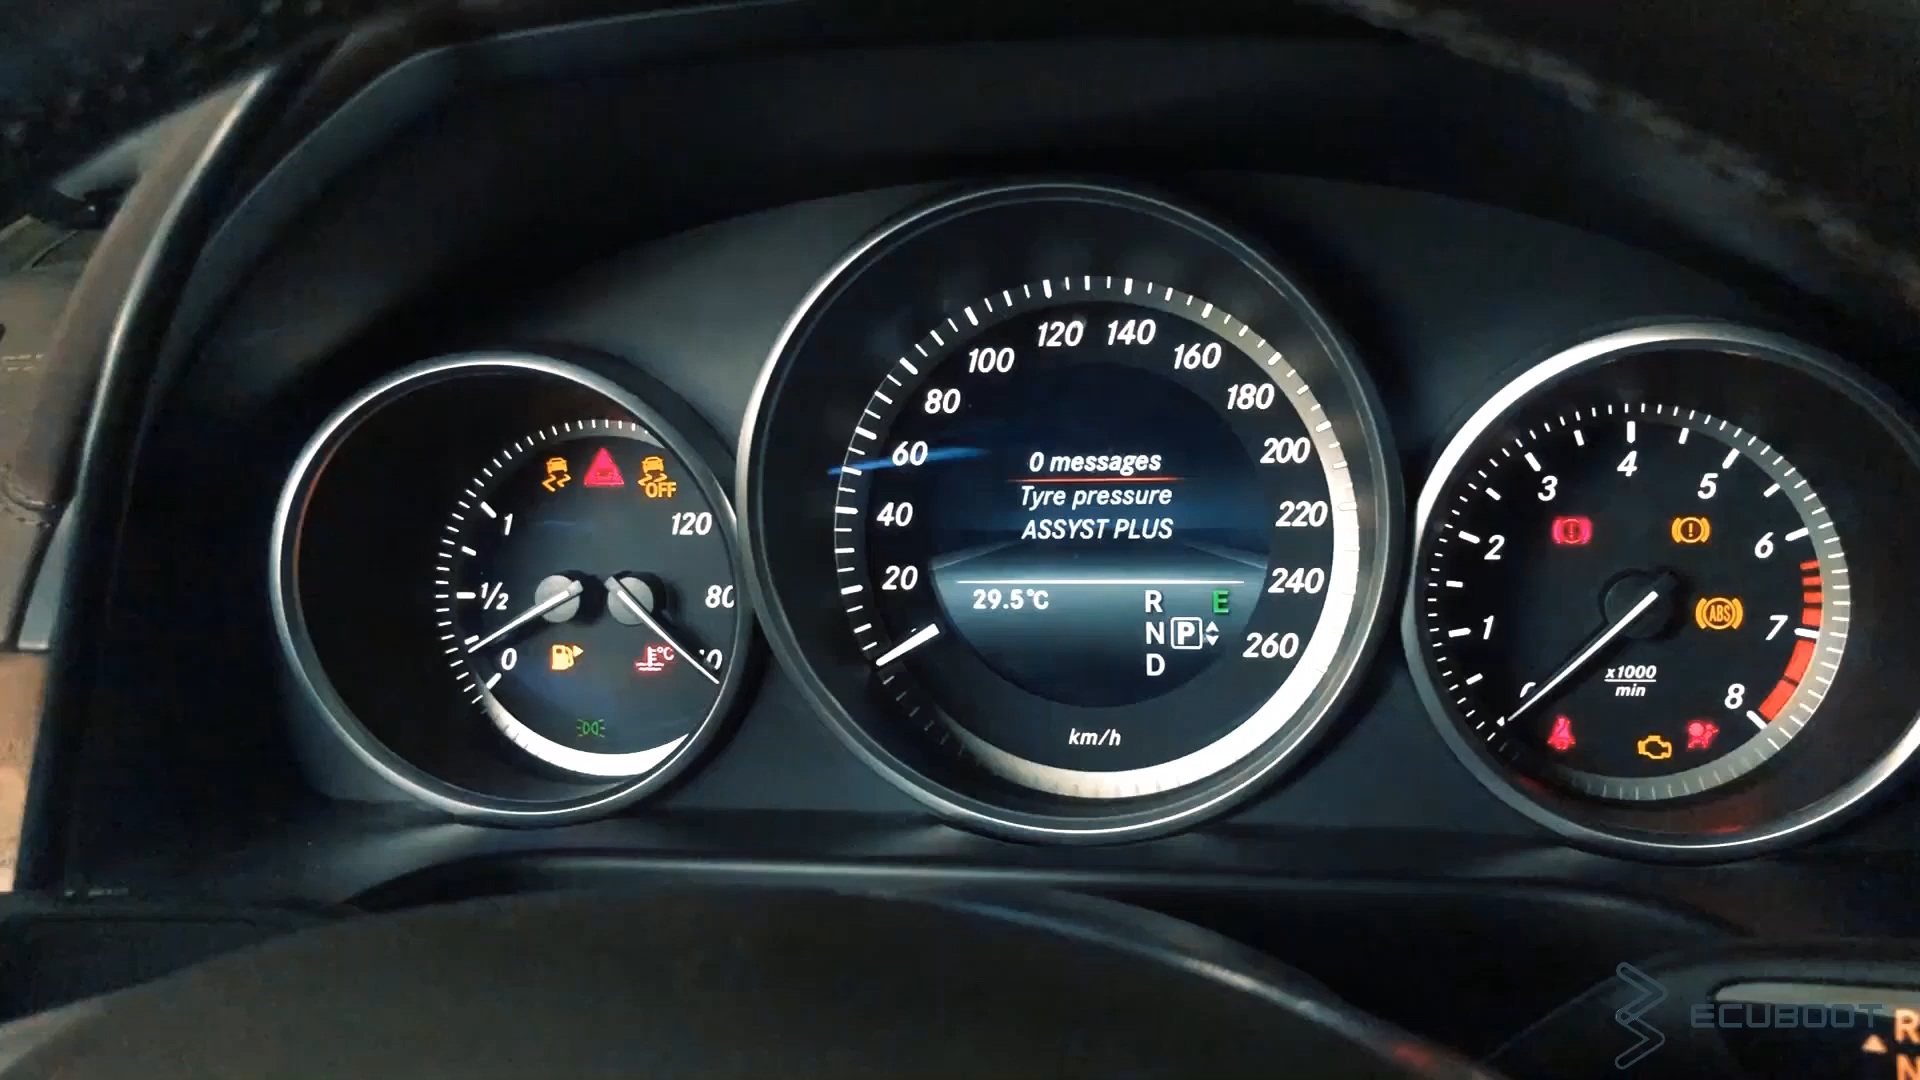 OFF
1
1/2
0
120
80
0 messages
Tyre pressure
ASSYST PLUS
29.5°C
R
E
N
P
D
20
40
60
80
100
120
140
160
180
200
220
240
260
km/h
1
2
3
4
5
6
7
8
ABS
x1000
min
°C
ECUBOOT
R
N